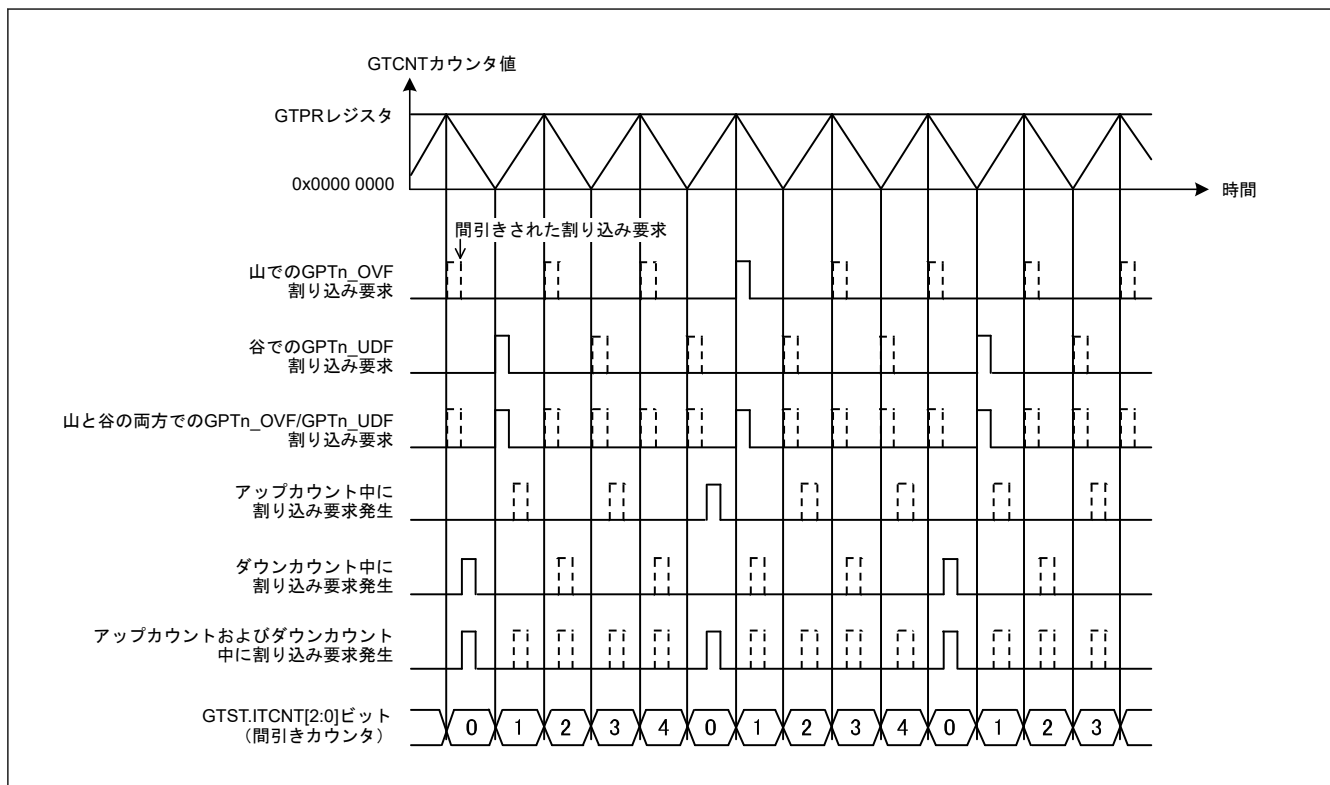 GTCNTカウンタ値
GTPRレジスタ
0x0000 0000
時間
間引きされた割り込み要求
山でのGPTn_OVF
割り込み要求
谷でのGPTn_UDF
割り込み要求
山と谷の両方でのGPTn_OVF/GPTn_UDF
割り込み要求
アップカウント中に
割り込み要求発生
ダウンカウント中に
割り込み要求発生
アップカウントおよびダウンカウント
中に割り込み要求発生
GTST.ITCNT[2:0]ビット
（間引きカウンタ）
0 1 2 3 4 0 1 2 3 4 0 1 2 3